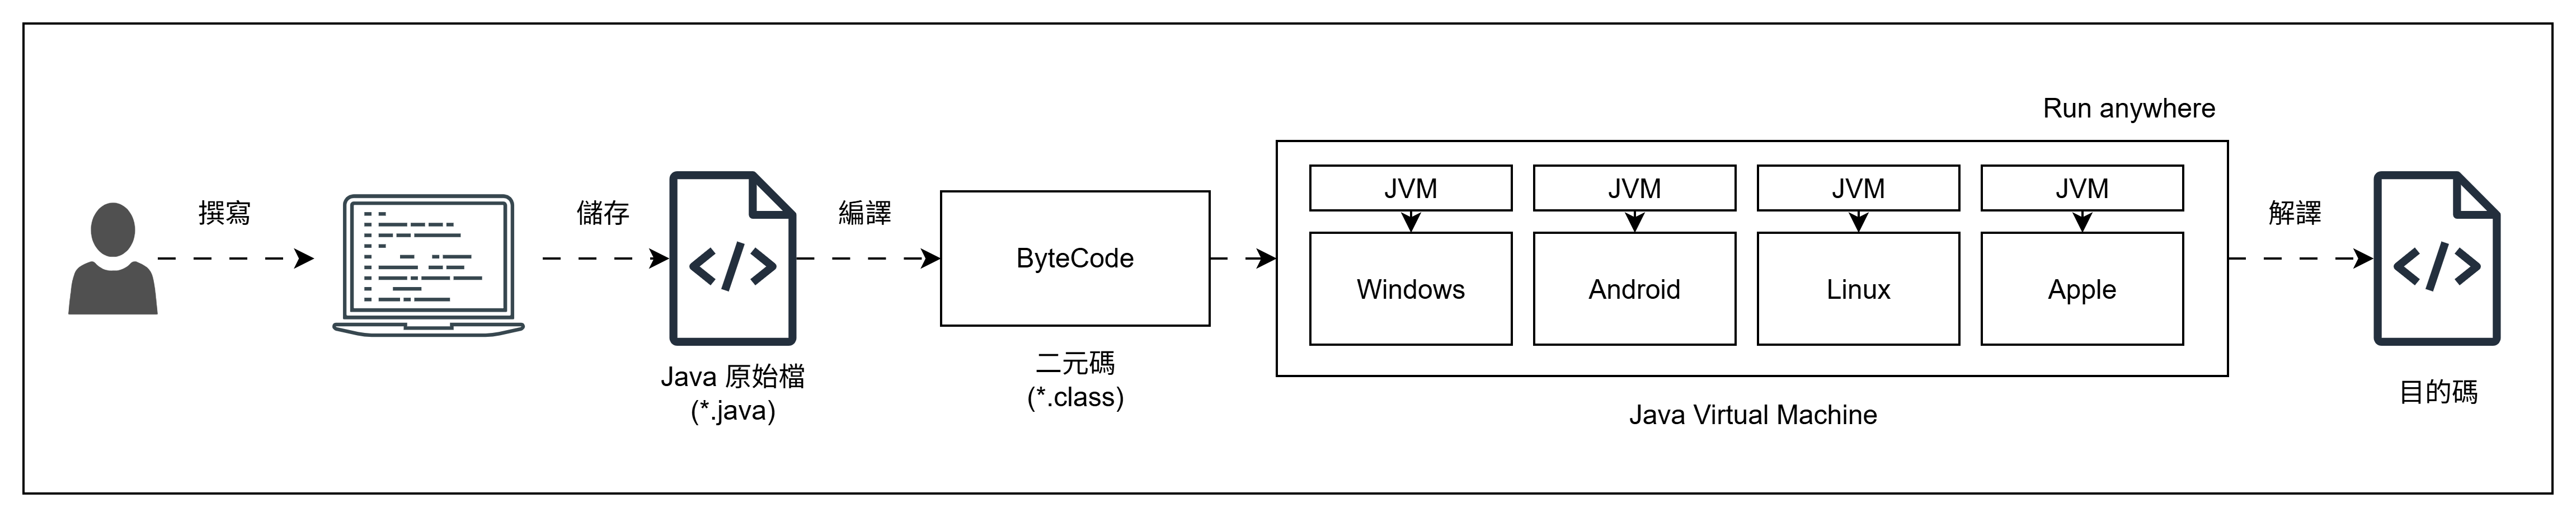 撰寫
儲存
Java 原始檔
(*.java)
編譯
ByteCode
二元碼
(*.class)
Run anywhere
JVM
JVM
JVM
JVM
Windows
Android
Linux
Apple
Java Virtual Machine
解譯
目的碼